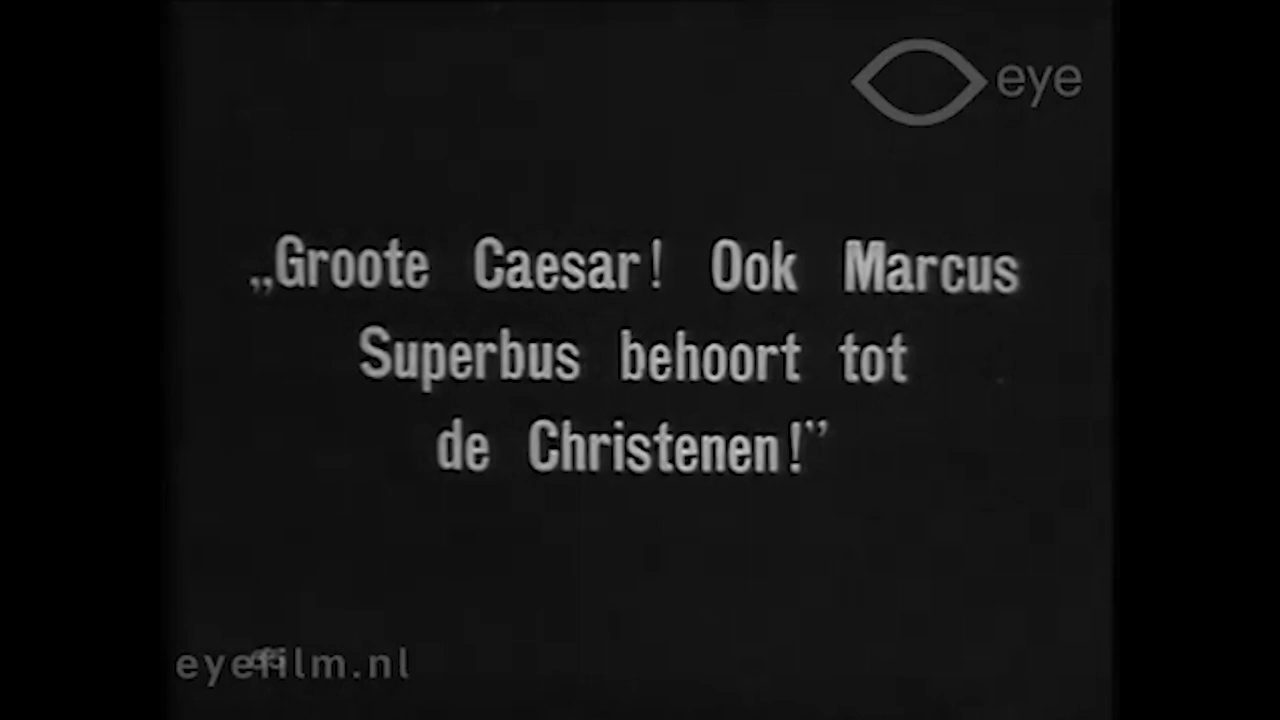 eye
„Groote Caesar! Ook Marcus
Superbus behoort tot
de Christenen!”
eyefilm.nl